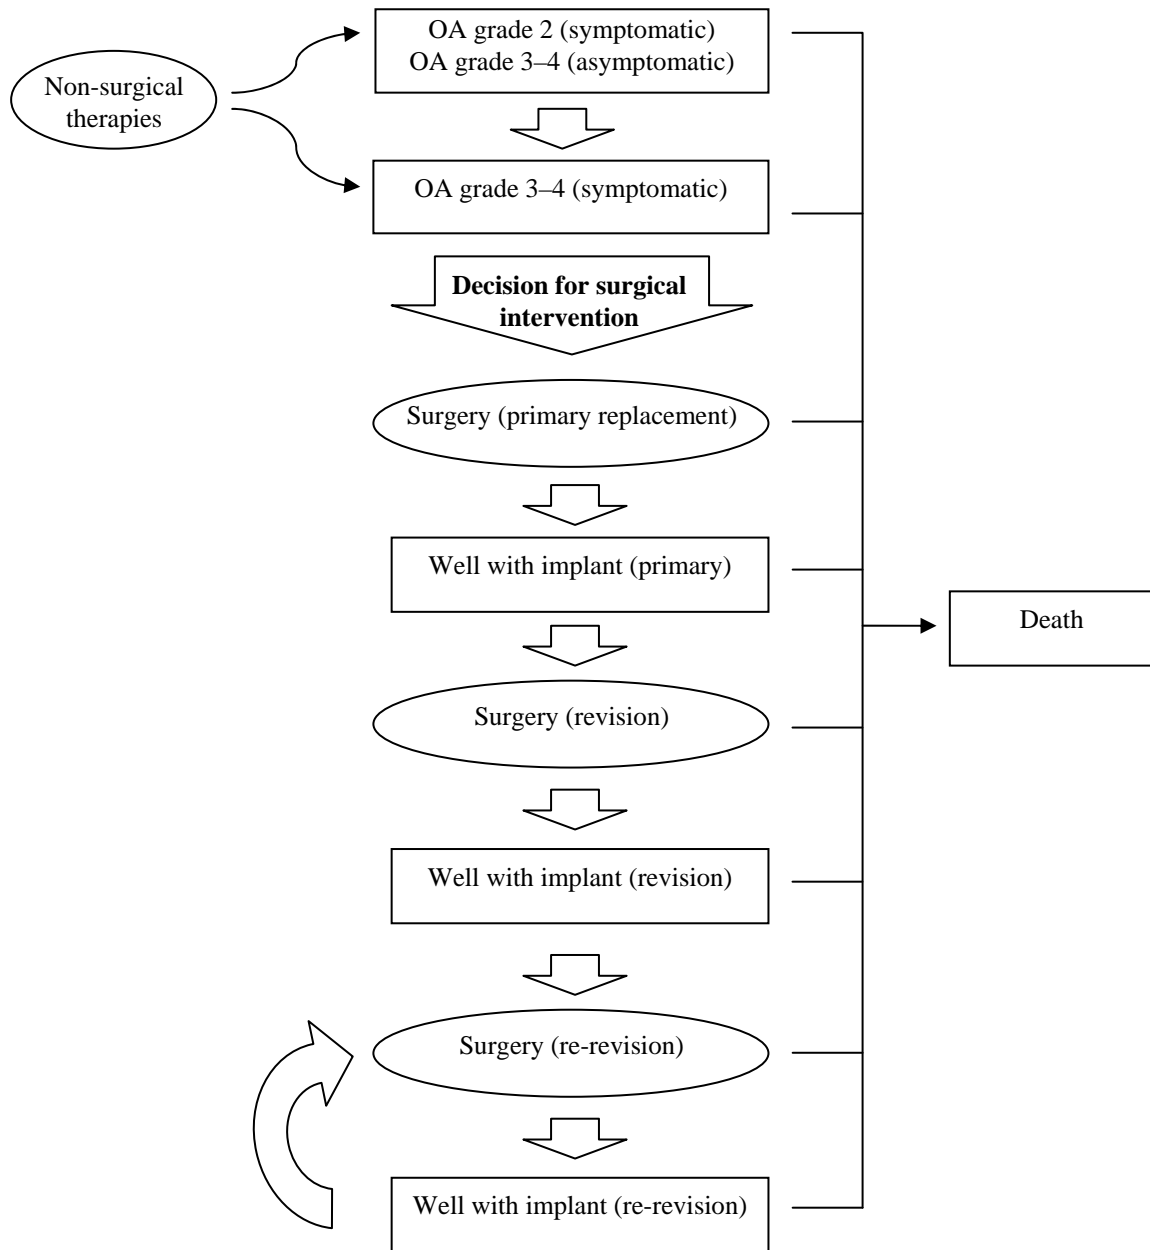 OA grade 2 (symptomatic)
OA grade 3–4 (asymptomatic)
Non-surgical
therapies
OA grade 3–4 (symptomatic)
Decision for surgical
intervention
Surgery (primary replacement)
Well with implant (primary)
Death
Surgery (revision)
Well with implant (revision)
Surgery (re-revision)
Well with implant (re-revision)